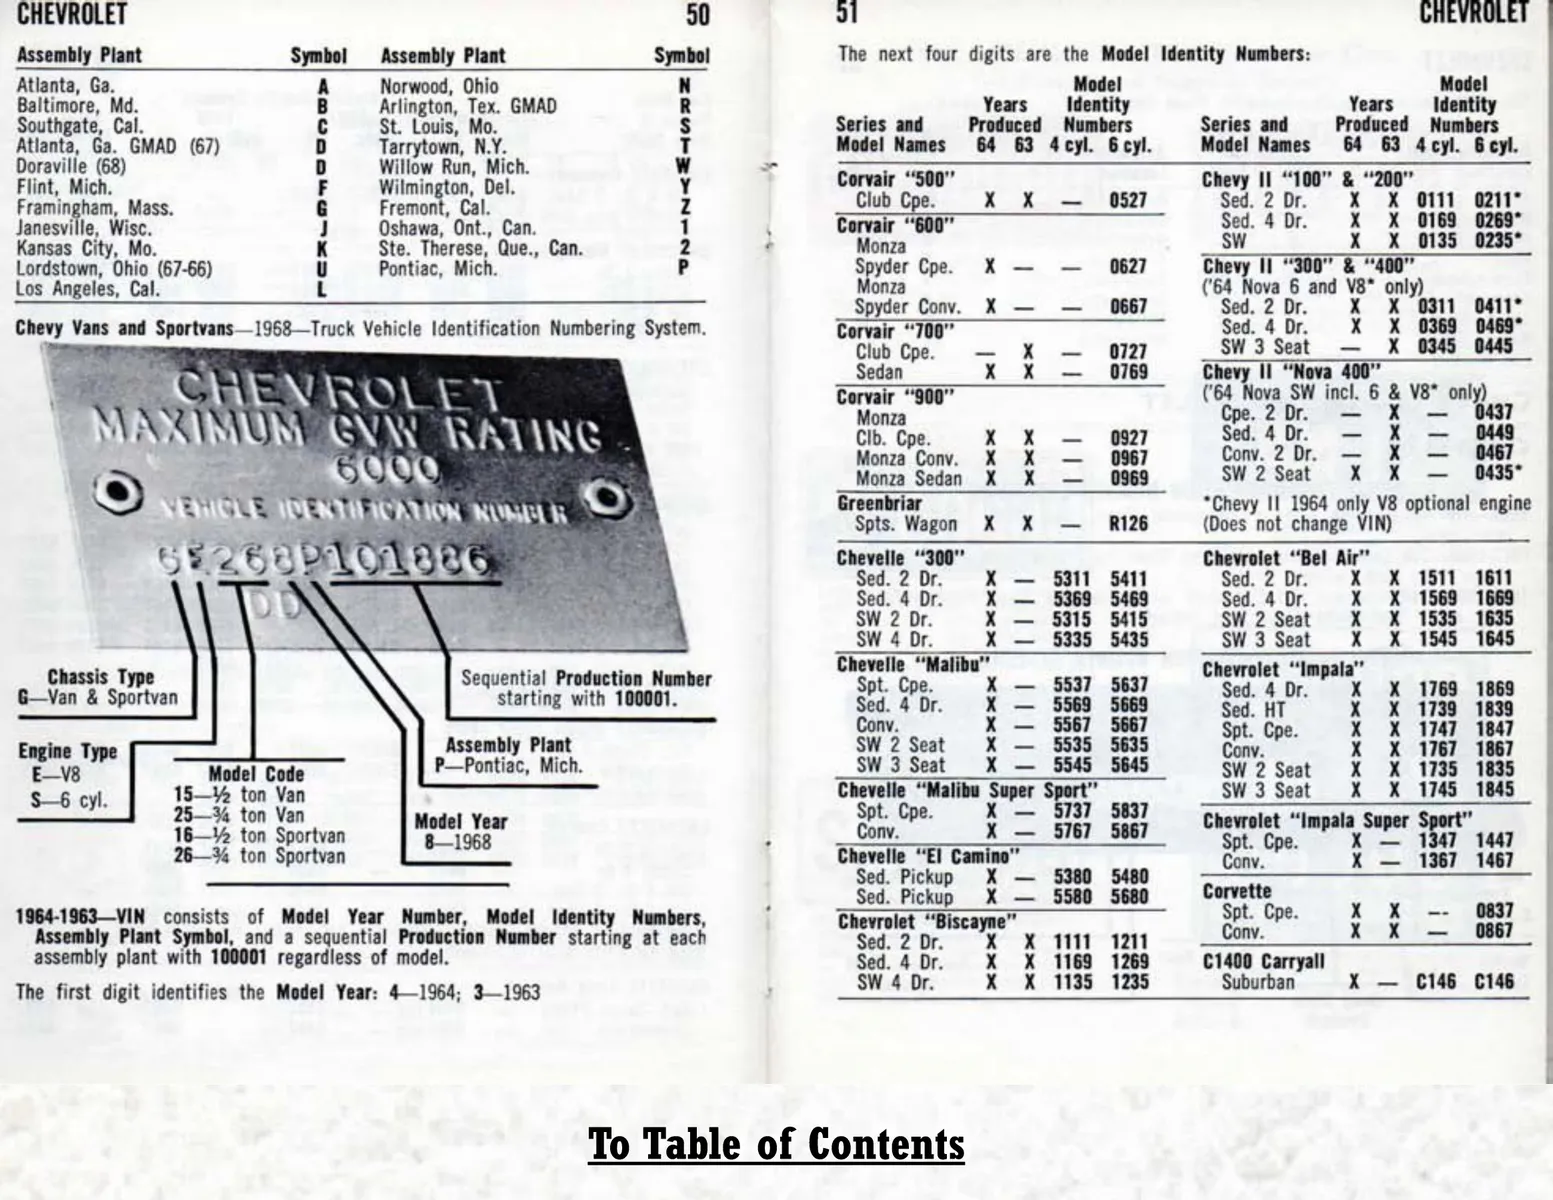 CHEVROLET 50
Assembly Plant Symbol Assembly Plant Symbol
Atlanta, Ga. A Norwood, Ohio N
Baltimore, Md. B Arlington, Tex. GMAD R
Southgate, Cal. C St. Louis, Mo. S
Atlanta, Ga. GMAD (67) D Tarrytown, N.Y. T
Doraville (68) D Willow Run, Mich. W
Flint, Mich. F Wilmington, Del. Y
Framingham, Mass. G Fremont, Cal. Z
Janesville, Wisc. J Oshawa, Ont., Can. 1
Kansas City, Mo. K Ste. Therese, Que., Can. 2
Lordstown, Ohio (67-66) U Pontiac, Mich. P
Los Angeles, Cal. L
Chevy Vans and Sportvans—1968—Truck Vehicle Identification Numbering System.
CHEVROLET
MAXIMUM GVW RATING
6000
VEHICLE IDENTIFICATION NUMBER
GE268P101886
DD
Chassis Type
G—Van & Sportvan
Engine Type
E—V8
S—6 cyl.
Model Code
15—½ ton Van
25—¾ ton Van
16—½ ton Sportvan
26—¾ ton Sportvan
Sequential Production Number
starting with 100001.
Assembly Plant
P—Pontiac, Mich.
Model Year
8—1968
1964-1963—VIN consists of Model Year Number, Model Identity Numbers,
Assembly Plant Symbol, and a sequential Production Number starting at each
assembly plant with 100001 regardless of model.
The first digit identifies the Model Year: 4—1964; 3—1963
51 CHEVROLET
The next four digits are the Model Identity Numbers:
Model
Years Identity
Series and Produced Numbers
Model Names 64 63 4 cyl. 6 cyl.
Corvair "500"
Club Cpe. X X — 0527
Corvair "600"
Monza
Spyder Cpe. X — — 0627
Monza
Spyder Conv. X — — 0667
Corvair "700"
Club Cpe. — X — 0727
Sedan X X — 0769
Corvair "900"
Monza
Clb. Cpe. X X — 0927
Monza Conv. X X — 0967
Monza Sedan X X — 0969
Greenbriar
Spts. Wagon X X — R126
Chevelle "300"
Sed. 2 Dr. X — 5311 5411
Sed. 4 Dr. X — 5369 5469
SW 2 Dr. X — 5315 5415
SW 4 Dr. X — 5335 5435
Chevelle "Malibu"
Spt. Cpe. X — 5537 5637
Sed. 4 Dr. X — 5569 5669
Conv. X — 5567 5667
SW 2 Seat X — 5535 5635
SW 3 Seat X — 5545 5645
Chevelle "Malibu Super Sport"
Spt. Cpe. X — 5737 5837
Conv. X — 5767 5867
Chevelle "El Camino"
Sed. Pickup X — 5380 5480
Sed. Pickup X — 5580 5680
Chevrolet "Biscayne"
Sed. 2 Dr. X X 1111 1211
Sed. 4 Dr. X X 1169 1269
SW 4 Dr. X X 1135 1235
Model
Years Identity
Series and Produced Numbers
Model Names 64 63 4 cyl. 6 cyl.
Chevy II "100" & "200"
Sed. 2 Dr. X X 0111 0211*
Sed. 4 Dr. X X 0169 0269*
SW X X 0135 0235*
Chevy II "300" & "400"
('64 Nova 6 and V8* only)
Sed. 2 Dr. X X 0311 0411*
Sed. 4 Dr. X X 0369 0469*
SW 3 Seat — X 0345 0445
Chevy II "Nova 400"
('64 Nova SW incl. 6 & V8* only)
Cpe. 2 Dr. — X — 0437
Sed. 4 Dr. — X — 0449
Conv. 2 Dr. — X — 0467
SW 2 Seat X X — 0435*
*Chevy II 1964 only V8 optional engine
(Does not change VIN)
Chevrolet "Bel Air"
Sed. 2 Dr. X X 1511 1611
Sed. 4 Dr. X X 1569 1669
SW 2 Seat X X 1535 1635
SW 3 Seat X X 1545 1645
Chevrolet "Impala"
Sed. 4 Dr. X X 1769 1869
Sed. HT X X 1739 1839
Spt. Cpe. X X 1747 1847
Conv. X X 1767 1867
SW 2 Seat X X 1735 1835
SW 3 Seat X X 1745 1845
Chevrolet "Impala Super Sport"
Spt. Cpe. X — 1347 1447
Conv. X — 1367 1467
Corvette
Spt. Cpe. X X -- 0837
Conv. X X — 0867
C1400 Carryall
Suburban X — C146 C146
To Table of Contents